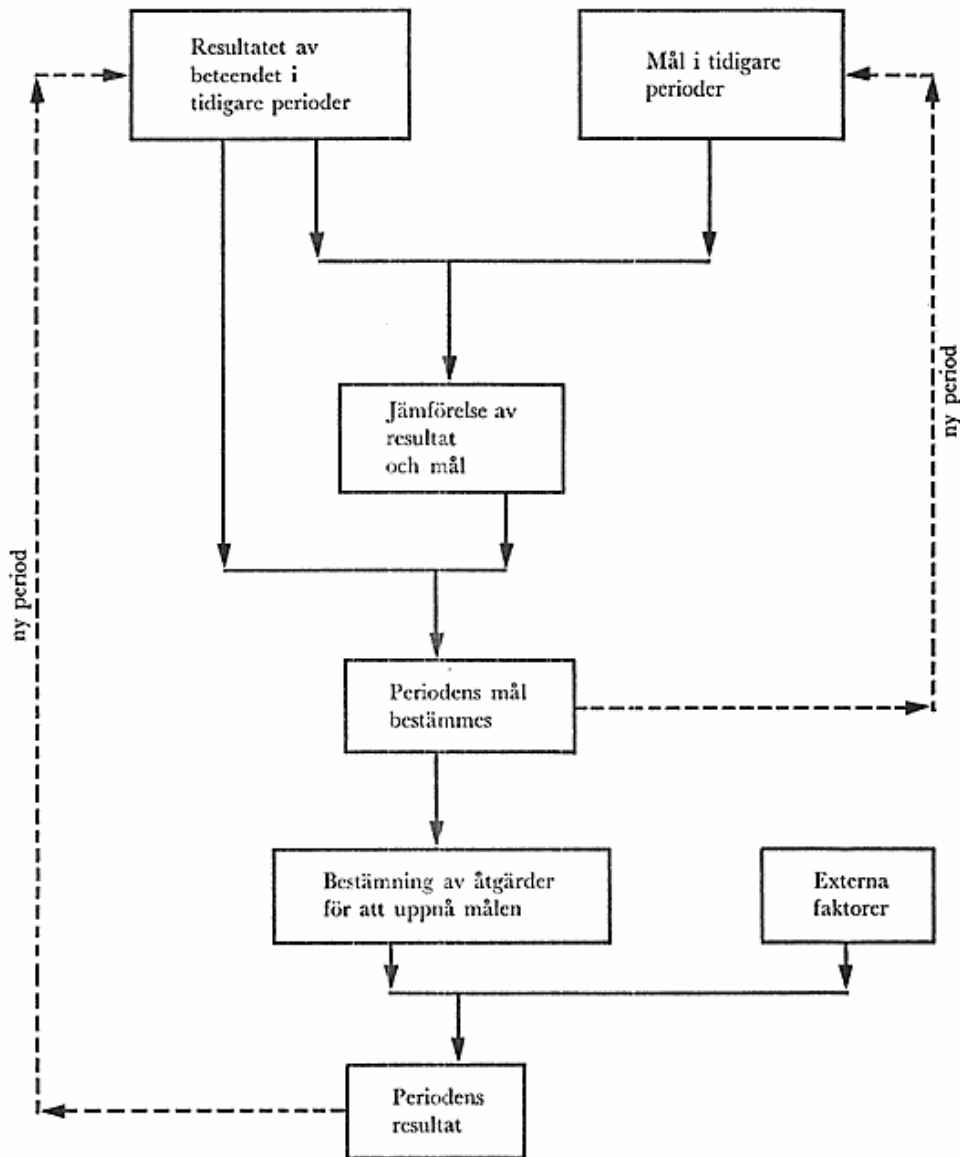 Resultatet av
beteendet i
tidigare perioder
Mål i tidigare
perioder
Jämförelse av
resultat
och mål
ny period
ny period
Periodens mål
bestämmes
Bestämning av åtgärder
för att uppnå målen
Externa
faktorer
Periodens
resultat